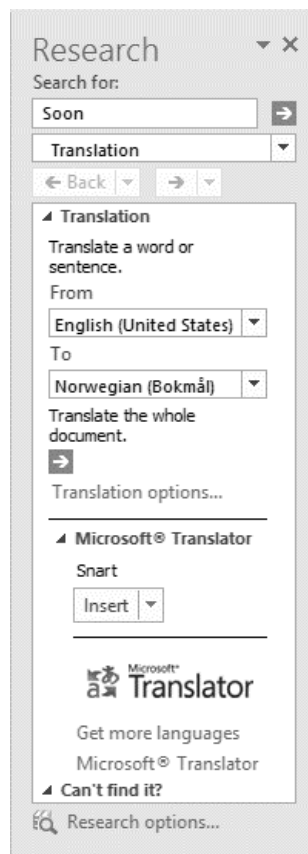 Research
Search for:
Soon
Translation
Back
Translation
Translate a word or
sentence.
From
English (United States)
To
Norwegian (Bokmål)
Translate the whole
document.
Translation options...
Microsoft® Translator
Snart
Insert
Microsoft®
Translator
Get more languages
Microsoft® Translator
Can't find it?
Research options...